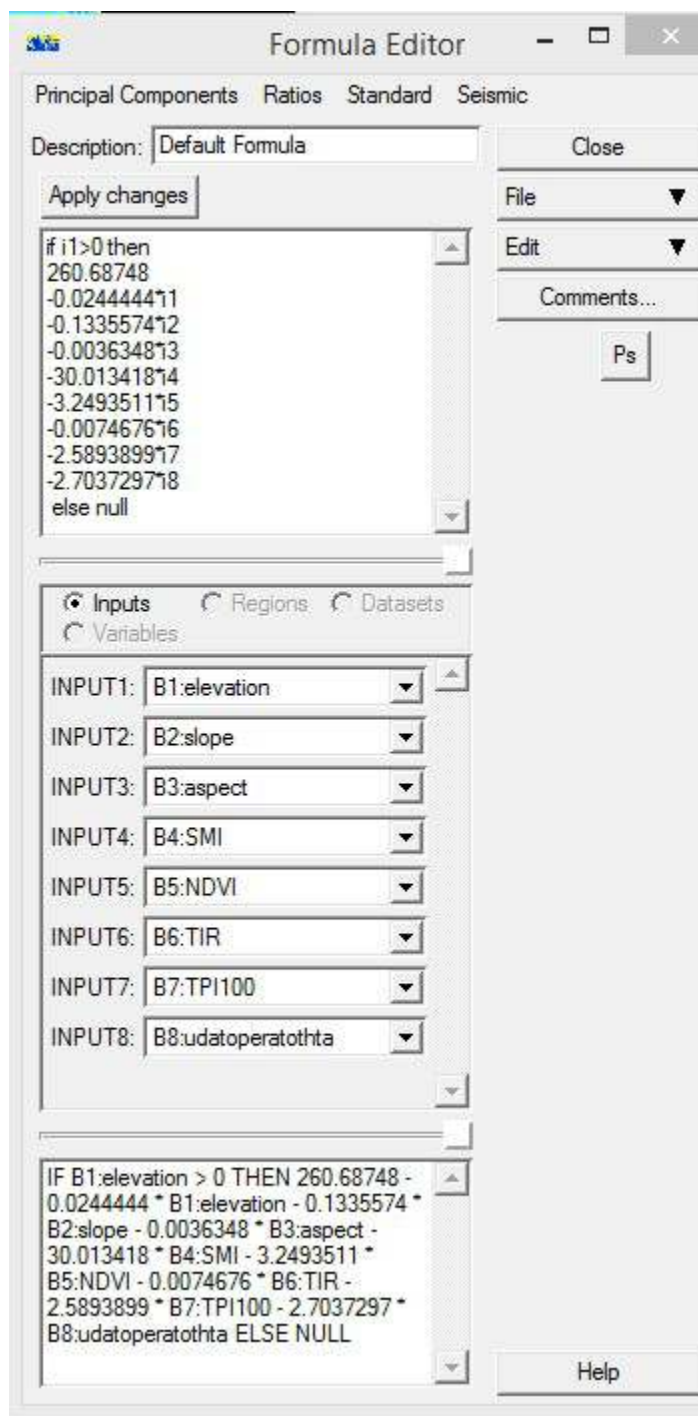 Formula Editor
Principal Components Ratios Standard Seismic
Description: Default Formula
Close
Apply changes
File
if i1>0 then
Edit
260.68748
-0.0244444*i1
Comments...
-0.1335574*i2
-0.0036348*i3
Ps
-30.013418*i4
-3.2493511*i5
-0.0074676*i6
-2.5893899*i7
-2.7037297*i8
else null
Inputs Regions Datasets
Variables
INPUT1: B1:elevation
INPUT2: B2:slope
INPUT3: B3:aspect
INPUT4: B4:SMI
INPUT5: B5:NDVI
INPUT6: B6:TIR
INPUT7: B7:TPI100
INPUT8: B8:udatoperatothta
IF B1:elevation > 0 THEN 260.68748 -
0.0244444 * B1:elevation - 0.1335574 *
B2:slope - 0.0036348 * B3:aspect -
30.013418 * B4:SMI - 3.2493511 *
B5:NDVI - 0.0074676 * B6:TIR -
2.5893899 * B7:TPI100 - 2.7037297 *
B8:udatoperatothta ELSE NULL
Help